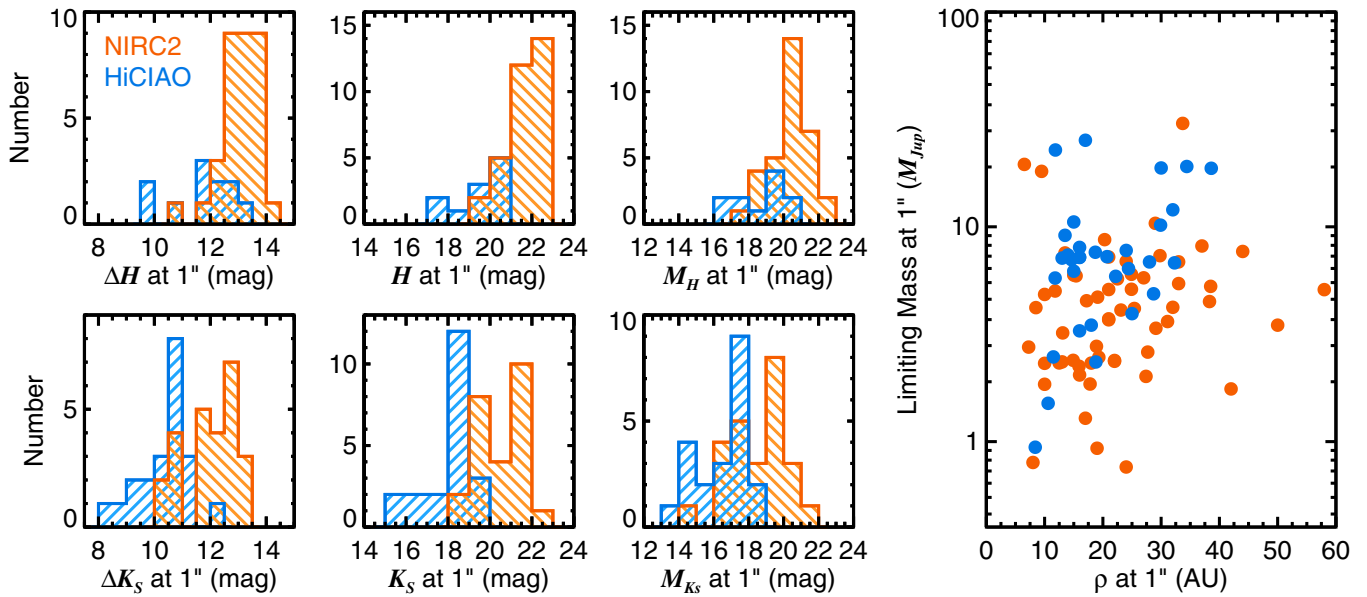 10
5
0
Number
NIRC2
HiCIAO
8 10 12 14
ΔH at 1" (mag)
15
10
5
0
14 16 18 20 22 24
H at 1" (mag)
15
10
5
0
14 16 18 20 22 24
M_H at 1" (mag)
5
0
Number
8 10 12 14
ΔK_S at 1" (mag)
10
5
0
14 16 18 20 22 24
K_S at 1" (mag)
10
5
0
14 16 18 20 22 24
M_Ks at 1" (mag)
100
10
1
Limiting Mass at 1" (M_Jup)
0 10 20 30 40 50 60
ρ at 1" (AU)